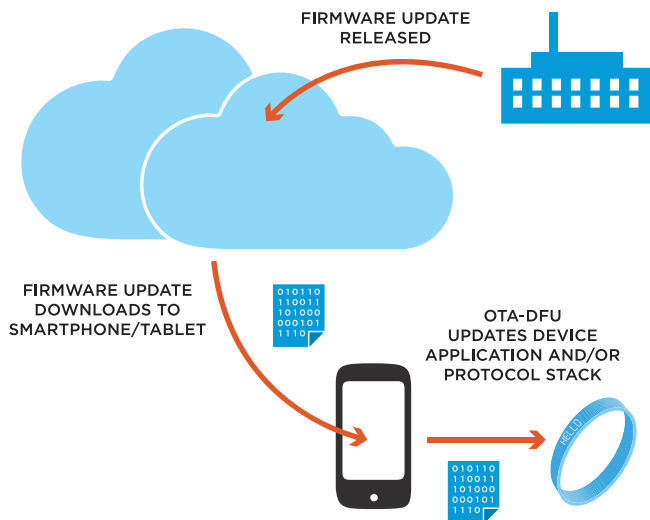 FIRMWARE UPDATE
RELEASED
FIRMWARE UPDATE
DOWNLOADS TO
SMARTPHONE/TABLET
010110
110011
101000
000101
1110
OTA-DFU
UPDATES DEVICE
APPLICATION AND/OR
PROTOCOL STACK
HELLO
010110
110011
101000
000101
1110